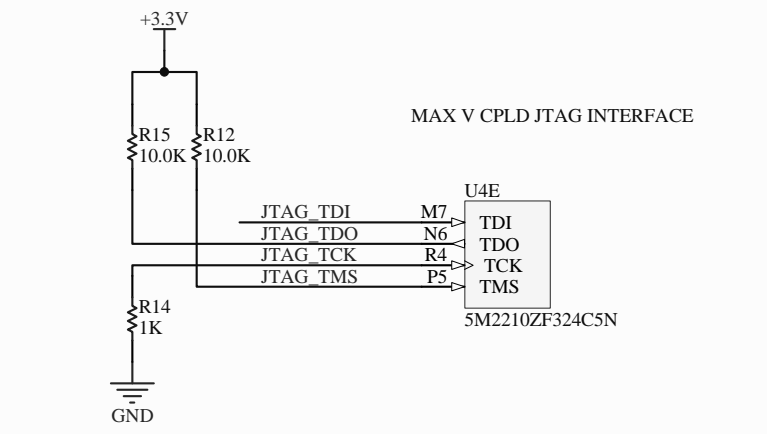 +3.3V
MAX V CPLD JTAG INTERFACE
R15
10.0K
R12
10.0K
U4E
JTAG_TDI
M7
TDI
JTAG_TDO
N6
TDO
JTAG_TCK
R4
TCK
JTAG_TMS
P5
TMS
R14
1K
5M2210ZF324C5N
GND